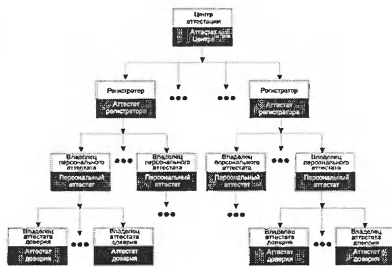 Центр
аттестации
Аттестат
Центра
Регистратор
Регистратор
Аттестат
регистратора
Аттестат
регистратора
Владелец
персонального
аттестата
Владелец
персонального
аттестата
Владелец
персонального
аттестата
Владелец
персонального
аттестата
Персональный
аттестат
Персональный
аттестат
Персональный
аттестат
Персональный
аттестат
Владелец
аттестата
доверия
Владелец
аттестата
доверия
Владелец
аттестата
доверия
Владелец
аттестата
доверия
Аттестат
доверия
Аттестат
доверия
Аттестат
доверия
Аттестат
доверия